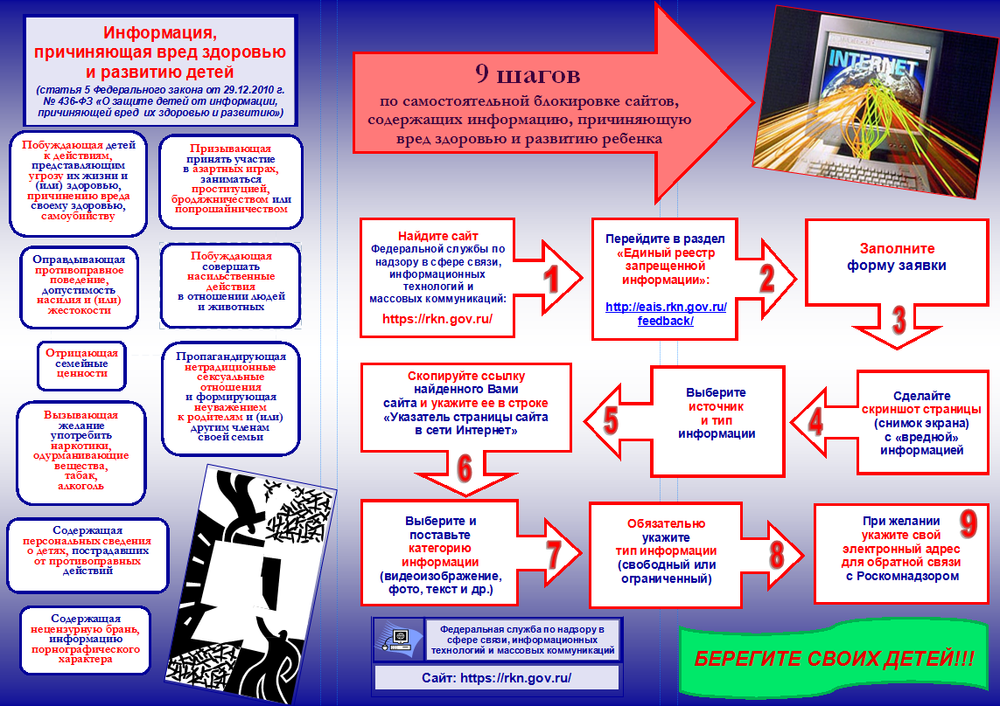 Информация,
причиняющая вред здоровью
и развитию детей
(статья 5 Федерального закона от 29.12.2010 г.
№ 436-ФЗ «О защите детей от информации,
причиняющей вред их здоровью и развитию»)
Побуждающая детей
к действиям,
представляющим
угрозу их жизни и
(или) здоровью,
причинению вреда
своему здоровью,
самоубийству
Призывающая
принять участие
в азартных играх,
заниматься
проституцией,
бродяжничеством или
попрошайничеством
Оправдывающая
противоправное
поведение,
допустимость
насилия и (или)
жестокости
Побуждающая
совершать
насильственные
действия
в отношении людей
и животных
Отрицающая
семейные
ценности
Пропагандирующая
нетрадиционные
сексуальные
отношения
и формирующая
неуважением
к родителям и (или)
другим членам
своей семьи
Вызывающая
желание
употребить
наркотики,
одурманивающие
вещества,
табак,
алкоголь
Содержащая
персональные сведения
о детях, пострадавших
от противоправных
действий
Содержащая
нецензурную брань,
информацию
порнографического
характера
9 шагов
по самостоятельной блокировке сайтов,
содержащих информацию, причиняющую
вред здоровью и развитию ребенка
INTERNET
Найдите сайт
Федеральной службы по
надзору в сфере связи,
информационных
технологий и
массовых коммуникаций:
https://rkn.gov.ru/
1
Перейдите в раздел
«Единый реестр
запрещенной
информации»:
http://eais.rkn.gov.ru/
feedback/
2
Заполните
форму заявки
3
Сделайте
скриншот страницы
(снимок экрана)
с «вредной»
информацией
4
Выберите
источник
и тип
информации
5
Скопируйте ссылку
найденного Вами
сайта и укажите ее в строке
«Указатель страницы сайта
в сети Интернет»
6
Выберите и
поставьте
категорию
информации
(видеоизображение,
фото, текст и др.)
7
Обязательно
укажите
тип информации
(свободный или
ограниченный)
8
При желании
укажите свой
электронный адрес
для обратной связи
с Роскомнадзором
9
Федеральная служба по надзору в
сфере связи, информационных
технологий и массовых коммуникаций
Сайт: https://rkn.gov.ru/
БЕРЕГИТЕ СВОИХ ДЕТЕЙ!!!